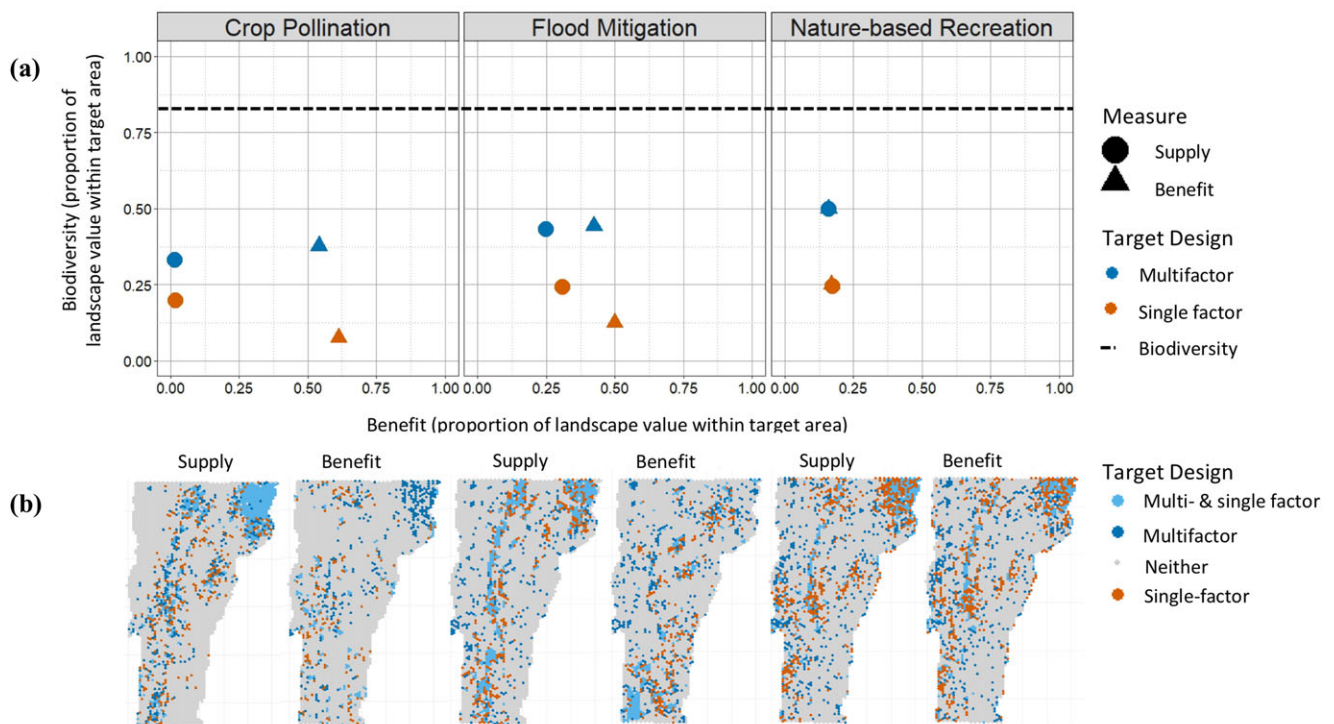 (a)
Crop Pollination Flood Mitigation Nature-based Recreation
Biodiversity (proportion of
landscape value within target area)
1.00
0.75
0.50
0.25
0.00
0.00 0.25 0.50 0.75 1.00 0.00 0.25 0.50 0.75 1.00 0.00 0.25 0.50 0.75 1.00
Benefit (proportion of landscape value within target area)
Measure
Supply
Benefit
Target Design
Multifactor
Single factor
Biodiversity
(b)
Supply Benefit Supply Benefit Supply Benefit
Target Design
Multi- & single factor
Multifactor
Neither
Single-factor